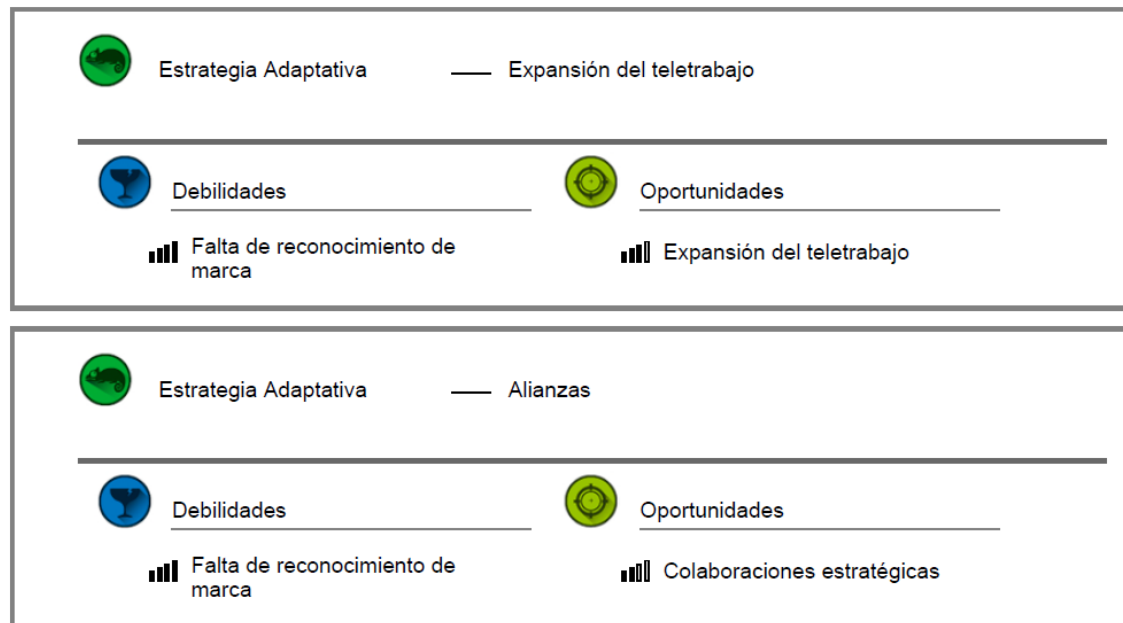 Estrategia Adaptativa — Expansión del teletrabajo
Debilidades
Oportunidades
Falta de reconocimiento de
marca
Expansión del teletrabajo
Estrategia Adaptativa — Alianzas
Debilidades
Oportunidades
Falta de reconocimiento de
marca
Colaboraciones estratégicas